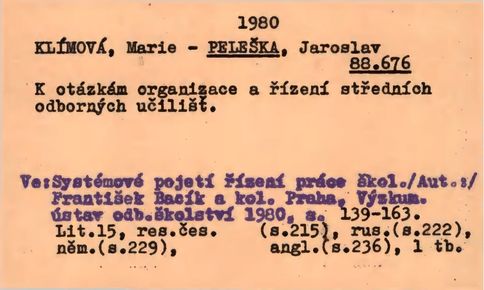 1980
KLÍMOVÁ, Marie - PELEŠKA, Jaroslav
88.676
K otázkám organizace a řízení středních
odborných učilišť.
Ve:Systémové pojetí řízení práce škol./Aut.:/
František Bacík a kol. Praha, Výzkum.
ústav odb.školství 1980, s. 139-163.
Lit.15, res.čes. (s.215), rus.(s.222),
něm.(s.229), angl.(s.236), 1 tb.